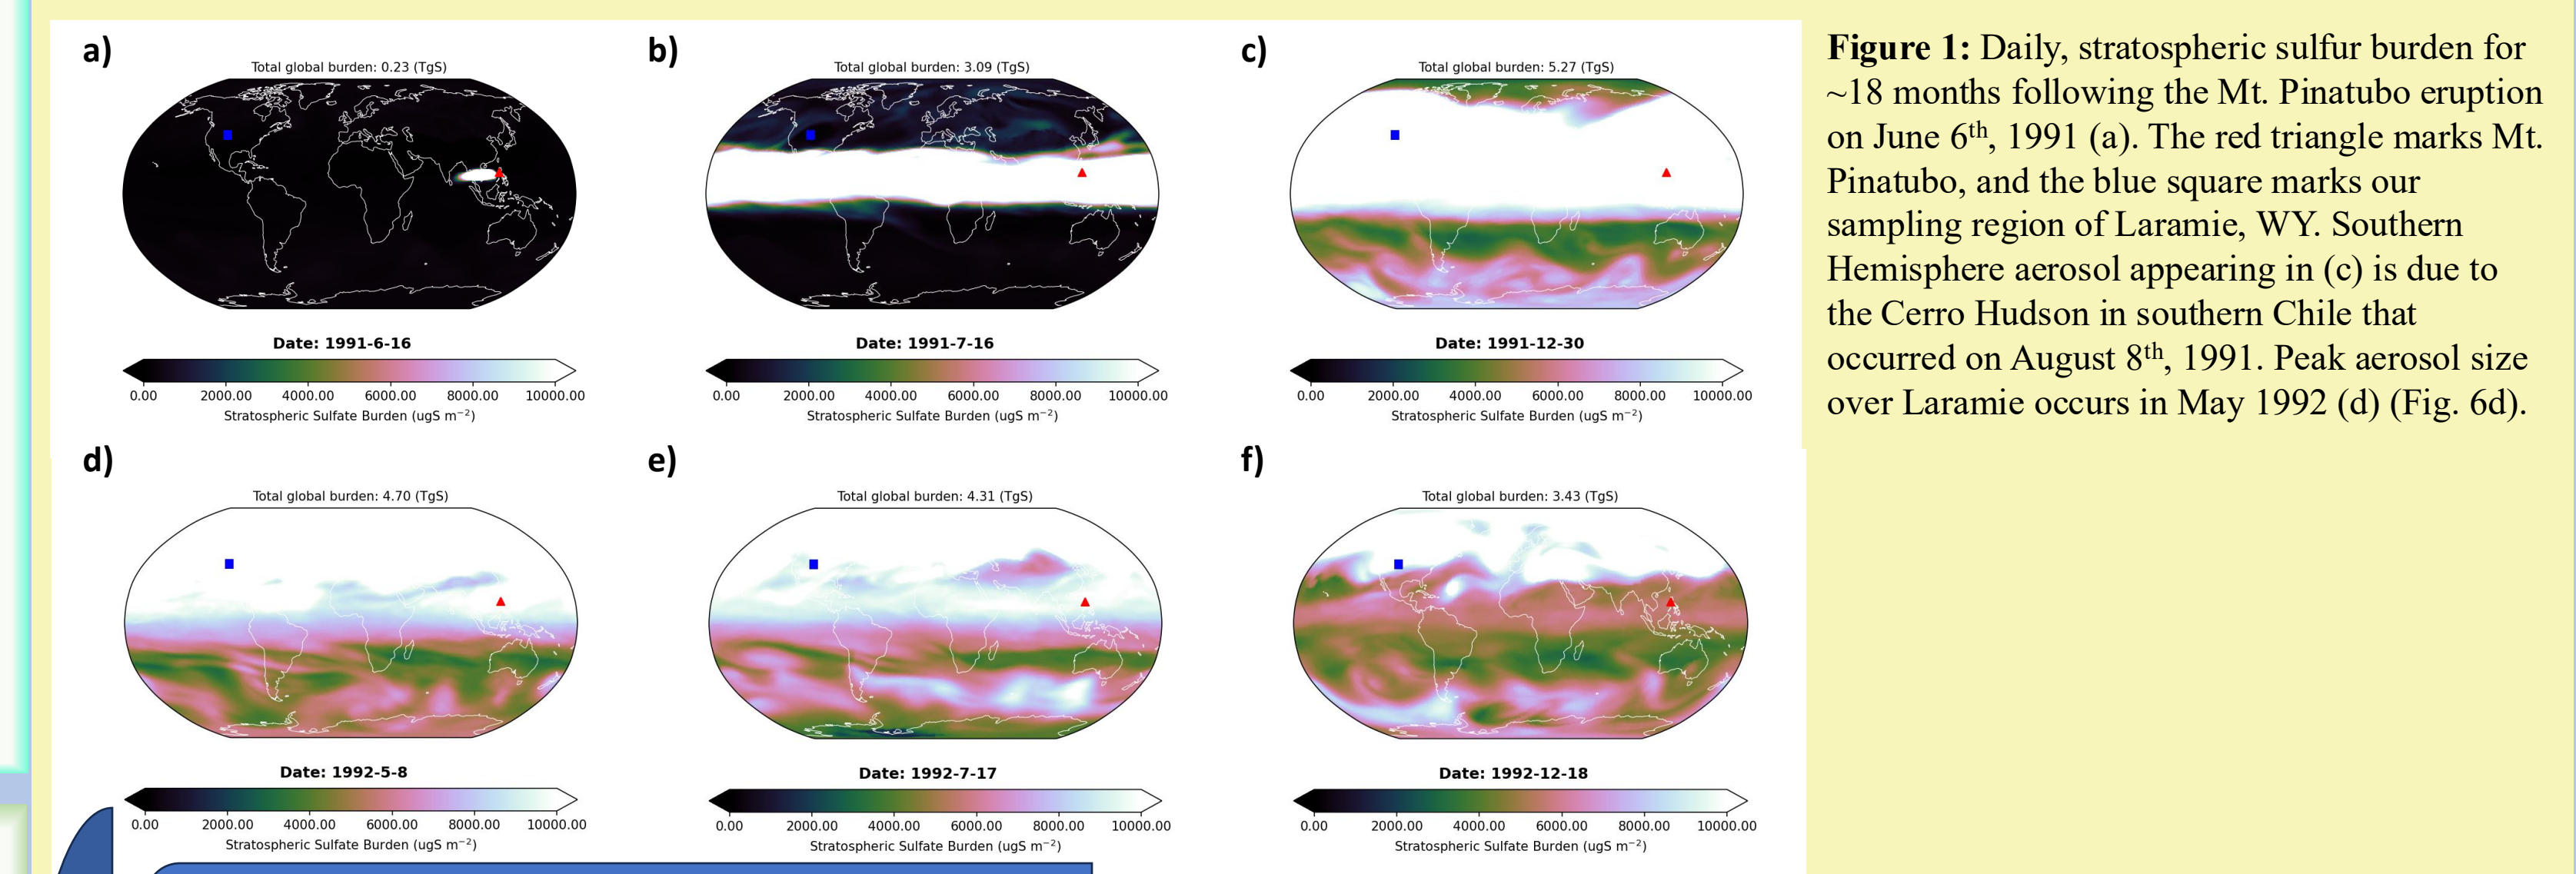 a)
Total global burden: 0.23 (TgS)
Date: 1991-6-16
0.00 2000.00 4000.00 6000.00 8000.00 10000.00
Stratospheric Sulfate Burden (ugS m⁻²)
b)
Total global burden: 3.09 (TgS)
Date: 1991-7-16
0.00 2000.00 4000.00 6000.00 8000.00 10000.00
Stratospheric Sulfate Burden (ugS m⁻²)
c)
Total global burden: 5.27 (TgS)
Date: 1991-12-30
0.00 2000.00 4000.00 6000.00 8000.00 10000.00
Stratospheric Sulfate Burden (ugS m⁻²)
Figure 1: Daily, stratospheric sulfur burden for
~18 months following the Mt. Pinatubo eruption
on June 6th, 1991 (a). The red triangle marks Mt.
Pinatubo, and the blue square marks our
sampling region of Laramie, WY. Southern
Hemisphere aerosol appearing in (c) is due to
the Cerro Hudson in southern Chile that
occurred on August 8th, 1991. Peak aerosol size
over Laramie occurs in May 1992 (d) (Fig. 6d).
d)
Total global burden: 4.70 (TgS)
Date: 1992-5-8
0.00 2000.00 4000.00 6000.00 8000.00 10000.00
Stratospheric Sulfate Burden (ugS m⁻²)
e)
Total global burden: 4.31 (TgS)
Date: 1992-7-17
0.00 2000.00 4000.00 6000.00 8000.00 10000.00
Stratospheric Sulfate Burden (ugS m⁻²)
f)
Total global burden: 3.43 (TgS)
Date: 1992-12-18
0.00 2000.00 4000.00 6000.00 8000.00 10000.00
Stratospheric Sulfate Burden (ugS m⁻²)